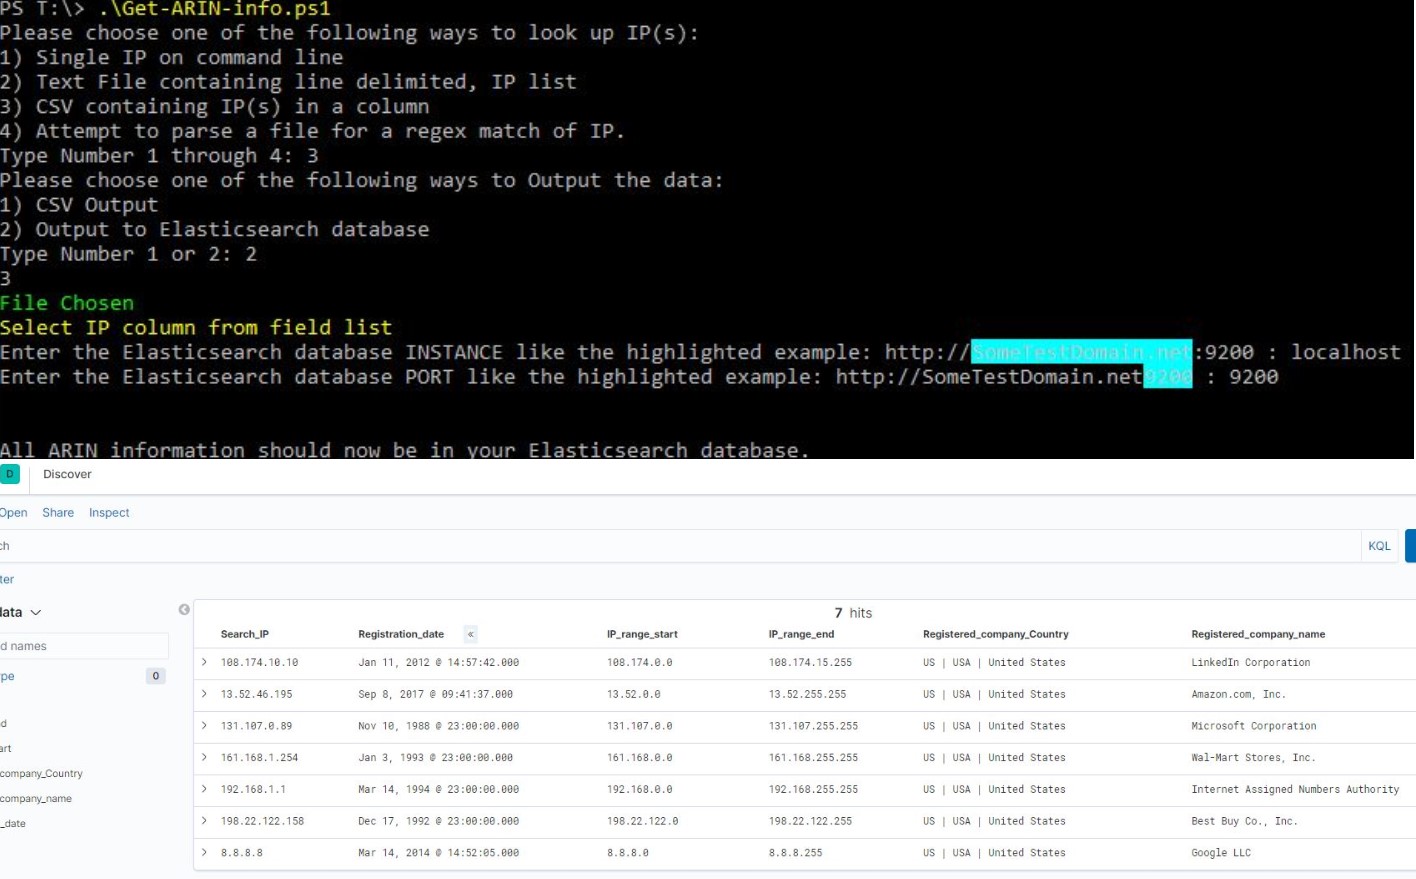 PS T:\> .\Get-ARIN-info.ps1
Please choose one of the following ways to look up IP(s):
1) Single IP on command line
2) Text File containing line delimited, IP list
3) CSV containing IP(s) in a column
4) Attempt to parse a file for a regex match of IP.
Type Number 1 through 4: 3
Please choose one of the following ways to Output the data:
1) CSV Output
2) Output to Elasticsearch database
Type Number 1 or 2: 2
3
File Chosen
Select IP column from field list
Enter the Elasticsearch database INSTANCE like the highlighted example: http://SomeTestDomain.net:9200 : localhost
Enter the Elasticsearch database PORT like the highlighted example: http://SomeTestDomain.net9200 : 9200
All ARIN information should now be in your Elasticsearch database.
D Discover
Open Share Inspect
ch KQL
ter
data
7 hits
Search_IP Registration_date « IP_range_start IP_range_end Registered_company_Country Registered_company_name
d names
108.174.10.10 Jan 11, 2012 @ 14:57:42.000 108.174.0.0 108.174.15.255 US | USA | United States LinkedIn Corporation
pe 0
13.52.46.195 Sep 8, 2017 @ 09:41:37.000 13.52.0.0 13.52.255.255 US | USA | United States Amazon.com, Inc.
d
131.107.0.89 Nov 10, 1988 @ 23:00:00.000 131.107.0.0 131.107.255.255 US | USA | United States Microsoft Corporation
art
161.168.1.254 Jan 3, 1993 @ 23:00:00.000 161.168.0.0 161.168.255.255 US | USA | United States Wal-Mart Stores, Inc.
company_Country
192.168.1.1 Mar 14, 1994 @ 23:00:00.000 192.168.0.0 192.168.255.255 US | USA | United States Internet Assigned Numbers Authority
company_name
198.22.122.158 Dec 17, 1992 @ 23:00:00.000 198.22.122.0 198.22.122.255 US | USA | United States Best Buy Co., Inc.
_date
8.8.8.8 Mar 14, 2014 @ 14:52:05.000 8.8.8.0 8.8.8.255 US | USA | United States Google LLC